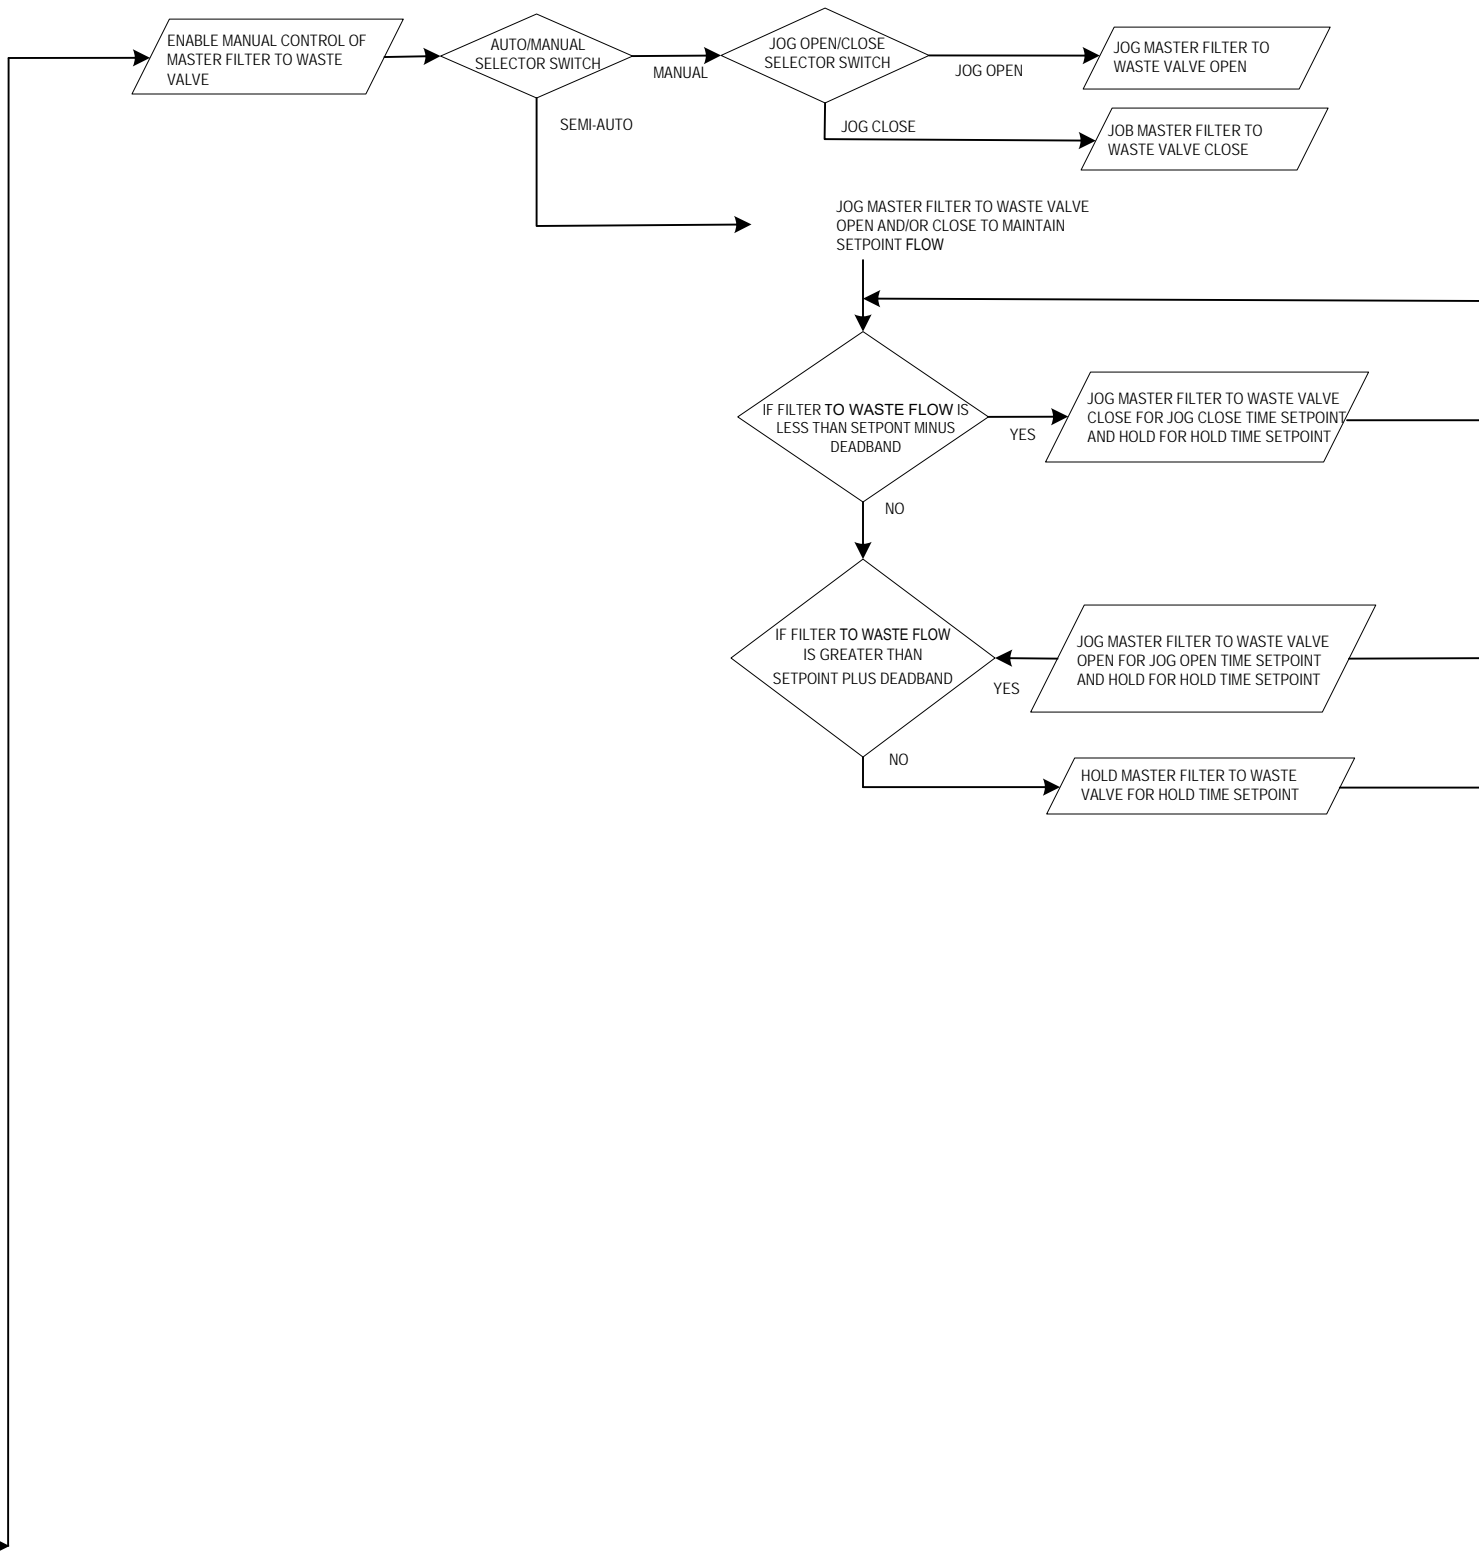 ENABLE MANUAL CONTROL OF
MASTER FILTER TO WASTE
VALVE
AUTO/MANUAL
SELECTOR SWITCH
MANUAL
SEMI-AUTO
JOG OPEN/CLOSE
SELECTOR SWITCH
JOG OPEN
JOG CLOSE
JOG MASTER FILTER TO
WASTE VALVE OPEN
JOB MASTER FILTER TO
WASTE VALVE CLOSE
JOG MASTER FILTER TO WASTE VALVE
OPEN AND/OR CLOSE TO MAINTAIN
SETPOINT FLOW
IF FILTER TO WASTE FLOW IS
LESS THAN SETPONT MINUS
DEADBAND
YES
NO
JOG MASTER FILTER TO WASTE VALVE
CLOSE FOR JOG CLOSE TIME SETPOINT
AND HOLD FOR HOLD TIME SETPOINT
IF FILTER TO WASTE FLOW
IS GREATER THAN
SETPOINT PLUS DEADBAND
YES
NO
JOG MASTER FILTER TO WASTE VALVE
OPEN FOR JOG OPEN TIME SETPOINT
AND HOLD FOR HOLD TIME SETPOINT
HOLD MASTER FILTER TO WASTE
VALVE FOR HOLD TIME SETPOINT